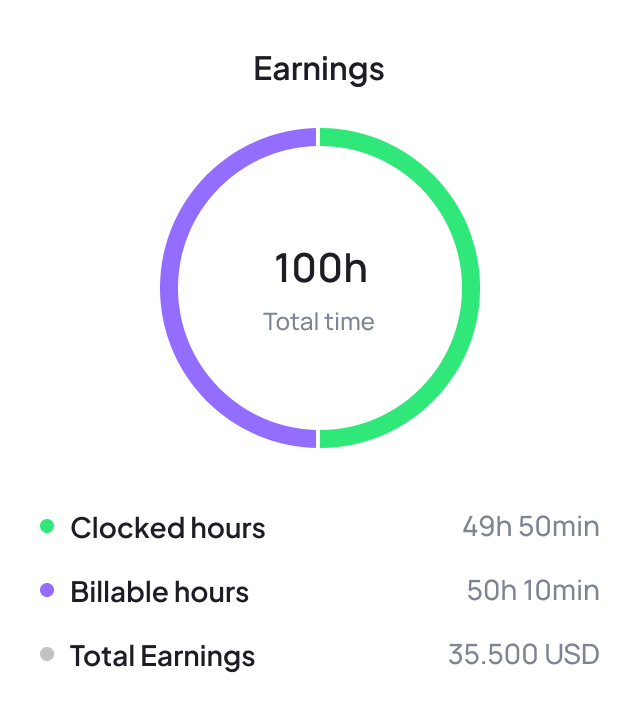 Earnings
100h
Total time
Clocked hours 49h 50min
Billable hours 50h 10min
Total Earnings 35.500 USD